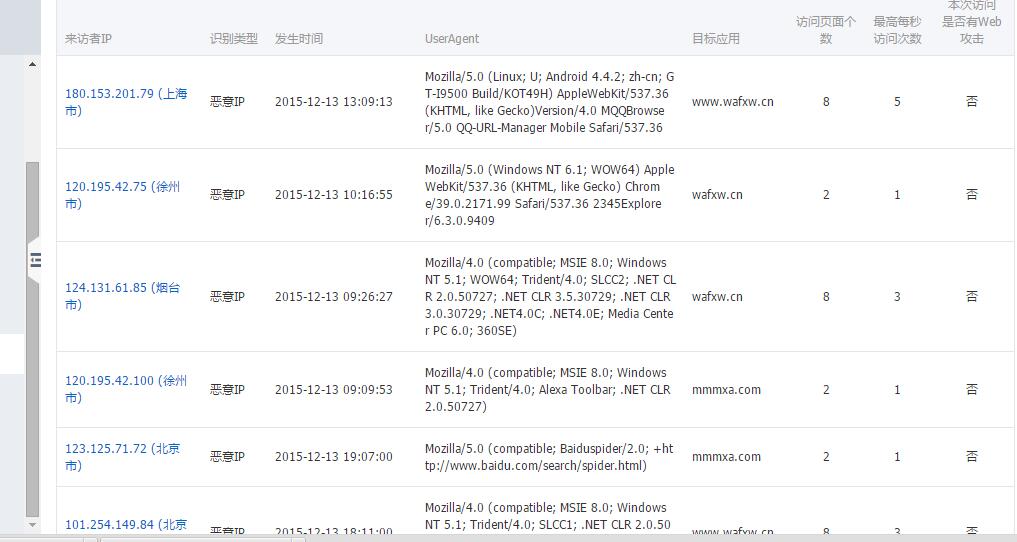 本次访问
访问页面个 最高每秒 是否有Web
来访者IP 识别类型 发生时间 UserAgent 目标应用 数 访问次数 攻击
Mozilla/5.0 (Linux; U; Android 4.4.2; zh-cn; G
180.153.201.79 (上海 T-I9500 Build/KOT49H) AppleWebKit/537.36
市) 恶意IP 2015-12-13 13:09:13 (KHTML, like Gecko)Version/4.0 MQQBrowse www.wafxw.cn 8 5 否
r/5.0 QQ-URL-Manager Mobile Safari/537.36
Mozilla/5.0 (Windows NT 6.1; WOW64) Apple
120.195.42.75 (徐州 WebKit/537.36 (KHTML, like Gecko) Chrom
市) 恶意IP 2015-12-13 10:16:55 e/39.0.2171.99 Safari/537.36 2345Explore wafxw.cn 2 1 否
r/6.3.0.9409
Mozilla/4.0 (compatible; MSIE 8.0; Windows
124.131.61.85 (烟台 NT 5.1; WOW64; Trident/4.0; SLCC2; .NET CL
市) 恶意IP 2015-12-13 09:26:27 R 2.0.50727; .NET CLR 3.5.30729; .NET CLR wafxw.cn 8 3 否
3.0.30729; .NET4.0C; .NET4.0E; Media Cente
r PC 6.0; 360SE)
Mozilla/4.0 (compatible; MSIE 8.0; Windows
120.195.42.100 (徐州 NT 5.1; Trident/4.0; Alexa Toolbar; .NET CLR
市) 恶意IP 2015-12-13 09:09:53 2.0.50727) mmmxa.com 2 1 否
123.125.71.72 (北京 Mozilla/5.0 (compatible; Baiduspider/2.0; +ht
市) 恶意IP 2015-12-13 19:07:00 tp://www.baidu.com/search/spider.html) mmmxa.com 2 1 否
Mozilla/4.0 (compatible; MSIE 8.0; Windows
101.254.149.84 (北京 恶意IP 2015-12-13 18:11:00 NT 5.1; Trident/4.0; SLCC1; .NET CLR 2.0.50 www.wafxw.cn 8 3 否